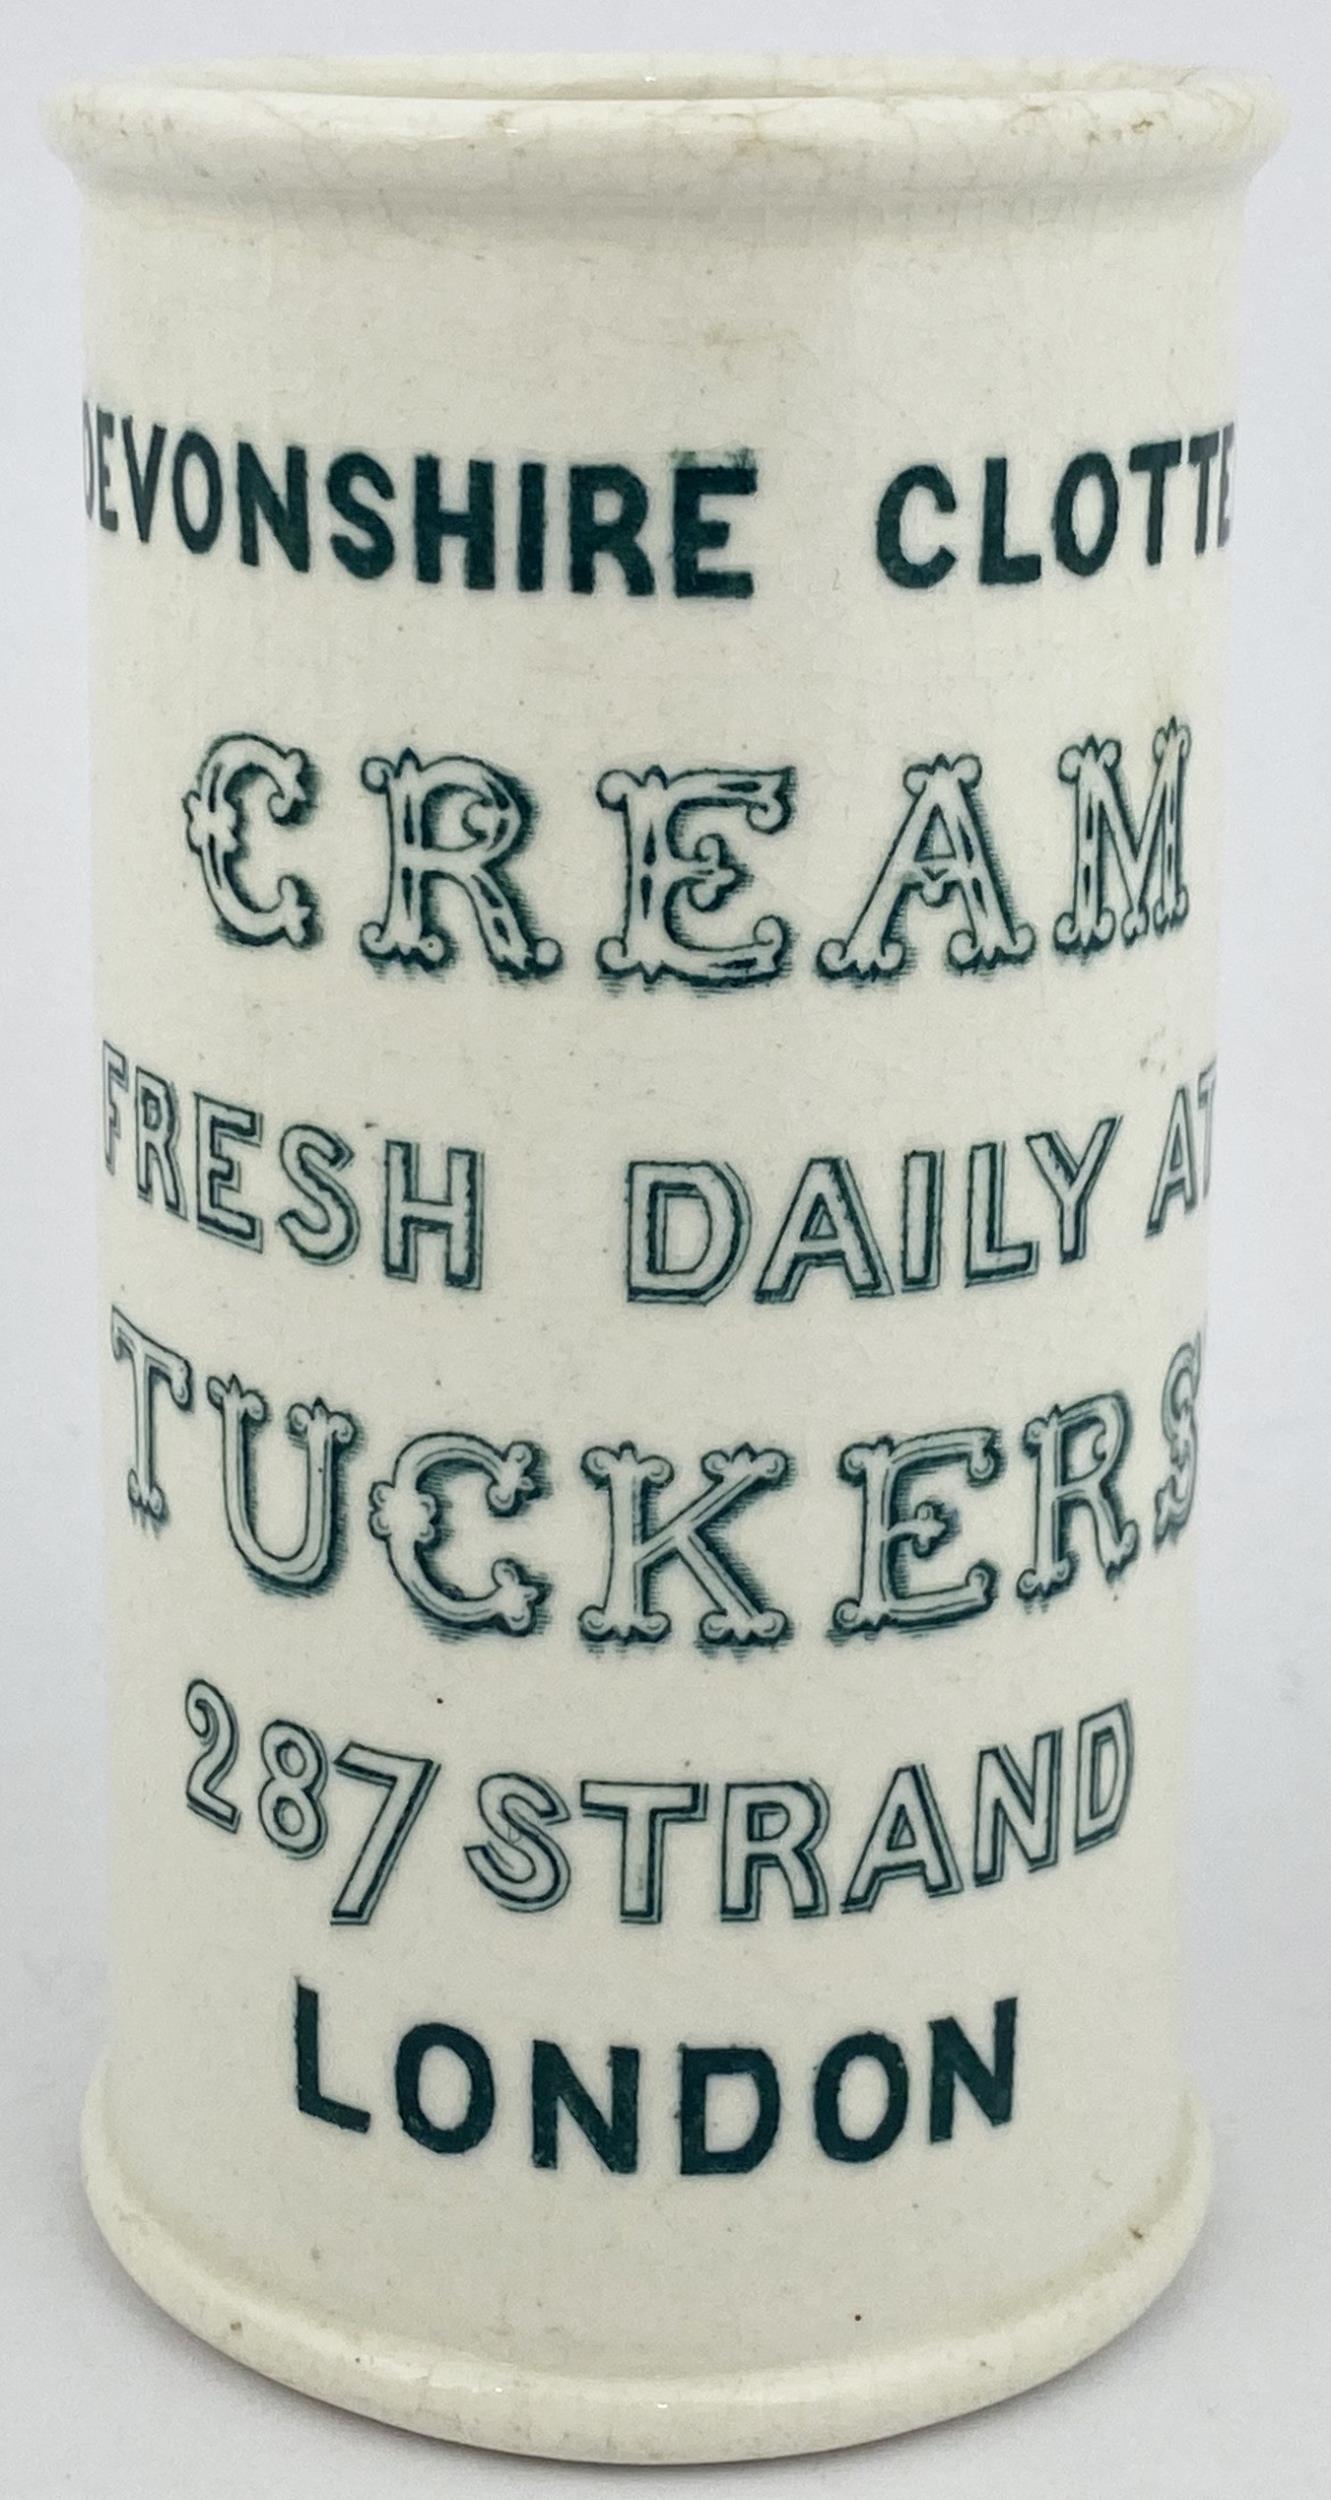 DEVONSHIRE CLOTTE
CREAM
FRESH DAILY AT
TUCKERS'
287 STRAND
LONDON